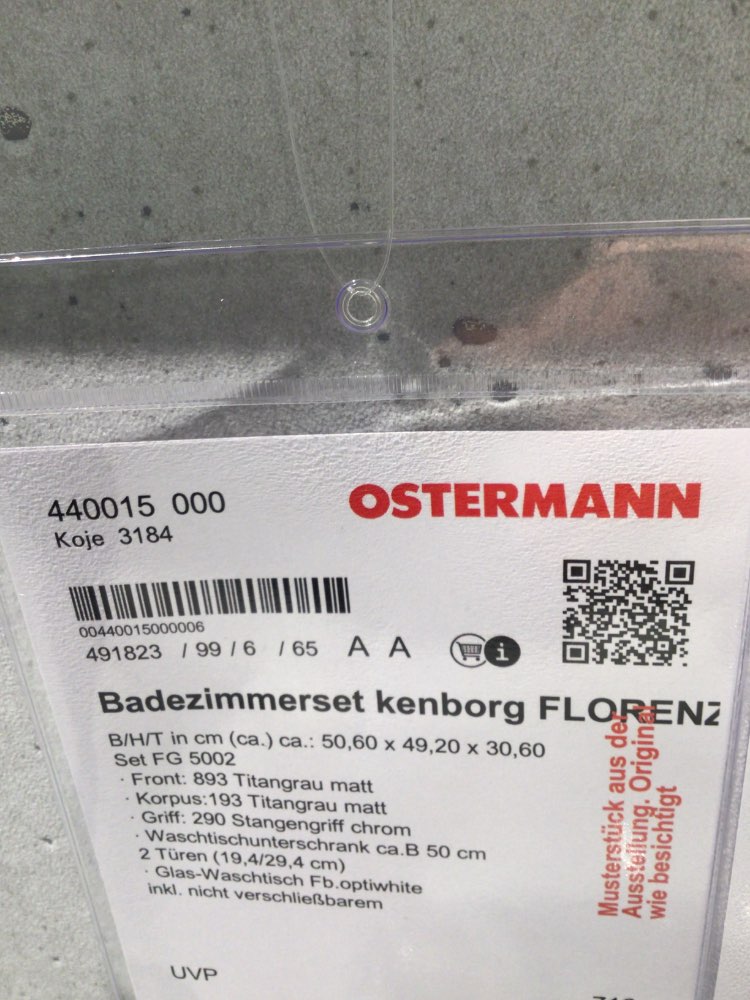 440015 000
OSTERMANN
Koje 3184
00440015000006
491823 / 99 / 6 / 65 A A
i
Badezimmerset kenborg FLORENZ
B/H/T in cm (ca.) ca.: 50,60 x 49,20 x 30,60
Set FG 5002
· Front: 893 Titangrau matt
· Korpus:193 Titangrau matt
· Griff: 290 Stangengriff chrom
· Waschtischunterschrank ca.B 50 cm
2 Türen (19,4/29,4 cm)
· Glas-Waschtisch Fb.optiwhite
inkl. nicht verschließbarem
Musterstück aus der
Ausstellung. Original
wie besichtigt
UVP